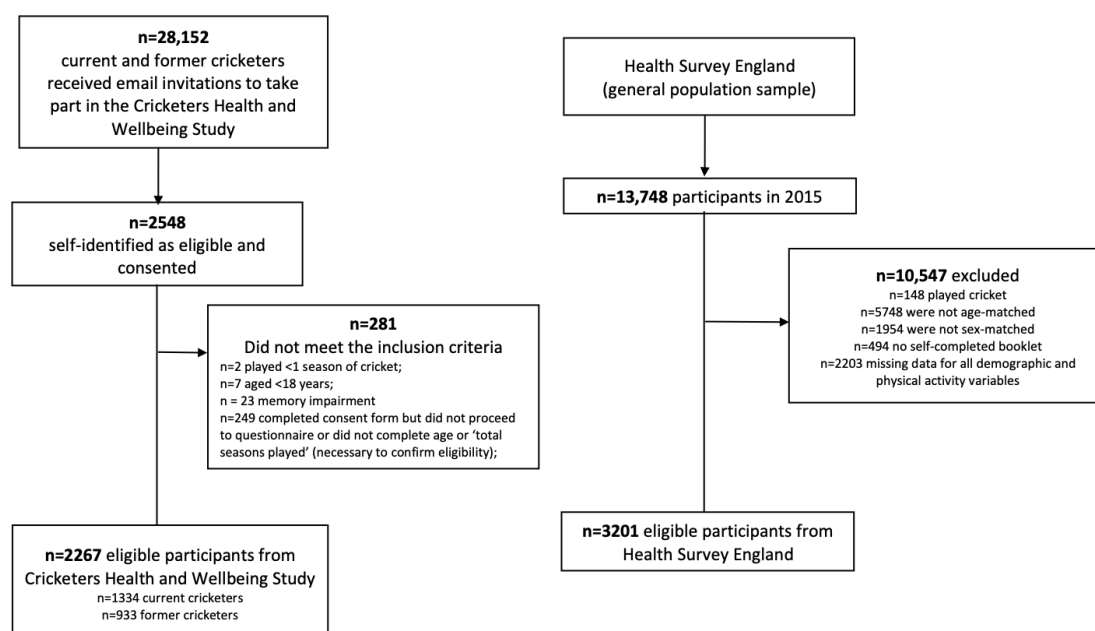 n=28,152
current and former cricketers
received email invitations to take
part in the Cricketers Health and
Wellbeing Study
n=2548
self-identified as eligible and
consented
n=281
Did not meet the inclusion criteria
n=2 played <1 season of cricket;
n=7 aged <18 years;
n = 23 memory impairment
n=249 completed consent form but did not proceed
to questionnaire or did not complete age or ‘total
seasons played’ (necessary to confirm eligibility);
n=2267 eligible participants from
Cricketers Health and Wellbeing Study
n=1334 current cricketers
n=933 former cricketers
Health Survey England
(general population sample)
n=13,748 participants in 2015
n=10,547 excluded
n=148 played cricket
n=5748 were not age-matched
n=1954 were not sex-matched
n=494 no self-completed booklet
n=2203 missing data for all demographic and
physical activity variables
n=3201 eligible participants from
Health Survey England